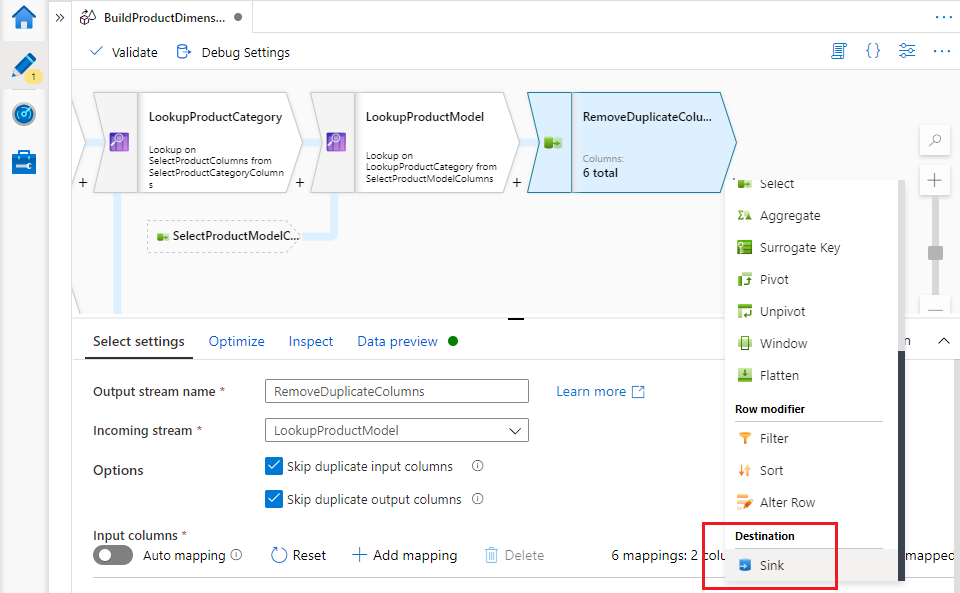 BuildProductDimens...
Validate
Debug Settings
1
LookupProductCategory
Lookup on
SelectProductColumns from
SelectProductCategoryColumn
s
LookupProductModel
Lookup on
LookupProductCategory from
SelectProductModelColumns
RemoveDuplicateColu...
Columns:
6 total
SelectProductModelC...
Select
Aggregate
Surrogate Key
Pivot
Unpivot
Window
Flatten
Row modifier
Filter
Sort
Alter Row
Destination
Sink
Select settings
Optimize
Inspect
Data preview
Output stream name *
RemoveDuplicateColumns
Learn more
Incoming stream *
LookupProductModel
Options
Skip duplicate input columns
Skip duplicate output columns
Input columns *
Auto mapping
Reset
Add mapping
Delete
6 mappings: 2 colu
mapped